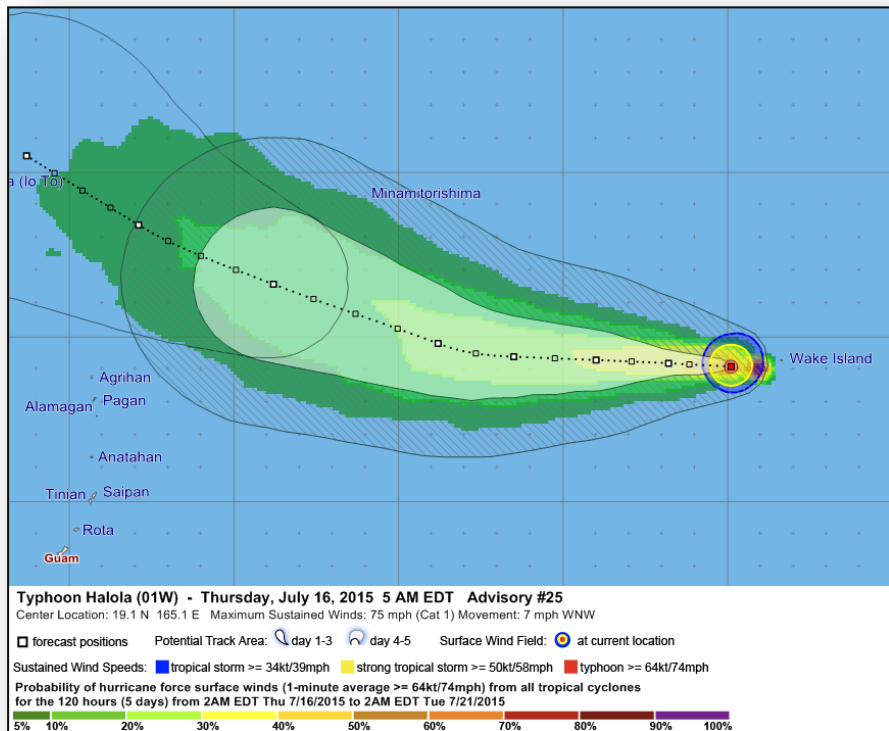 a (Io To)
Minamitorishima
Wake Island
Agrihan
Alamagan
Pagan
Anatahan
Tinian
Saipan
Rota
Guam
Typhoon Halola (01W) - Thursday, July 16, 2015 5 AM EDT Advisory #25
Center Location: 19.1 N 165.1 E Maximum Sustained Winds: 75 mph (Cat 1) Movement: 7 mph WNW
forecast positions Potential Track Area: day 1-3 day 4-5 Surface Wind Field: at current location
Sustained Wind Speeds: tropical storm >= 34kt/39mph strong tropical storm >= 50kt/58mph typhoon >= 64kt/74mph
Probability of hurricane force surface winds (1-minute average >= 64kt/74mph) from all tropical cyclones
for the 120 hours (5 days) from 2AM EDT Thu 7/16/2015 to 2AM EDT Tue 7/21/2015
5% 10% 20% 30% 40% 50% 60% 70% 80% 90% 100%